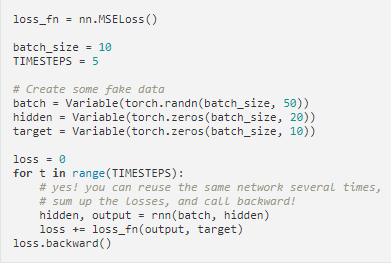 loss_fn = nn.MSELoss()
batch_size = 10
TIMESTEPS = 5
# Create some fake data
batch = Variable(torch.randn(batch_size, 50))
hidden = Variable(torch.zeros(batch_size, 20))
target = Variable(torch.zeros(batch_size, 10))
loss = 0
for t in range(TIMESTEPS):
    # yes! you can reuse the same network several times,
    # sum up the losses, and call backward!
    hidden, output = rnn(batch, hidden)
    loss += loss_fn(output, target)
loss.backward()